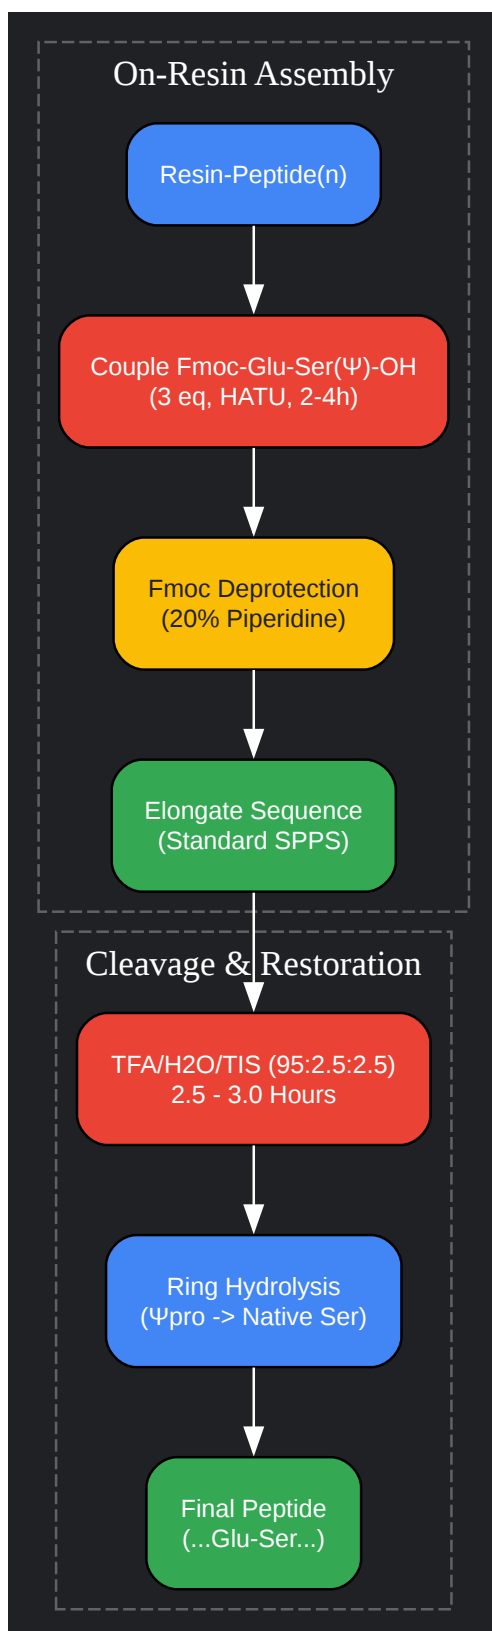 On-Resin Assembly
Resin-Peptide(n)
Couple Fmoc-Glu-Ser(Ψ)-OH
(3 eq, HATU, 2-4h)
Fmoc Deprotection
(20% Piperidine)
Elongate Sequence
(Standard SPPS)
Cleavage & Restoration
TFA/H2O/TIS (95:2.5:2.5)
2.5 - 3.0 Hours
Ring Hydrolysis
(Ψpro -> Native Ser)
Final Peptide
(...Glu-Ser...)